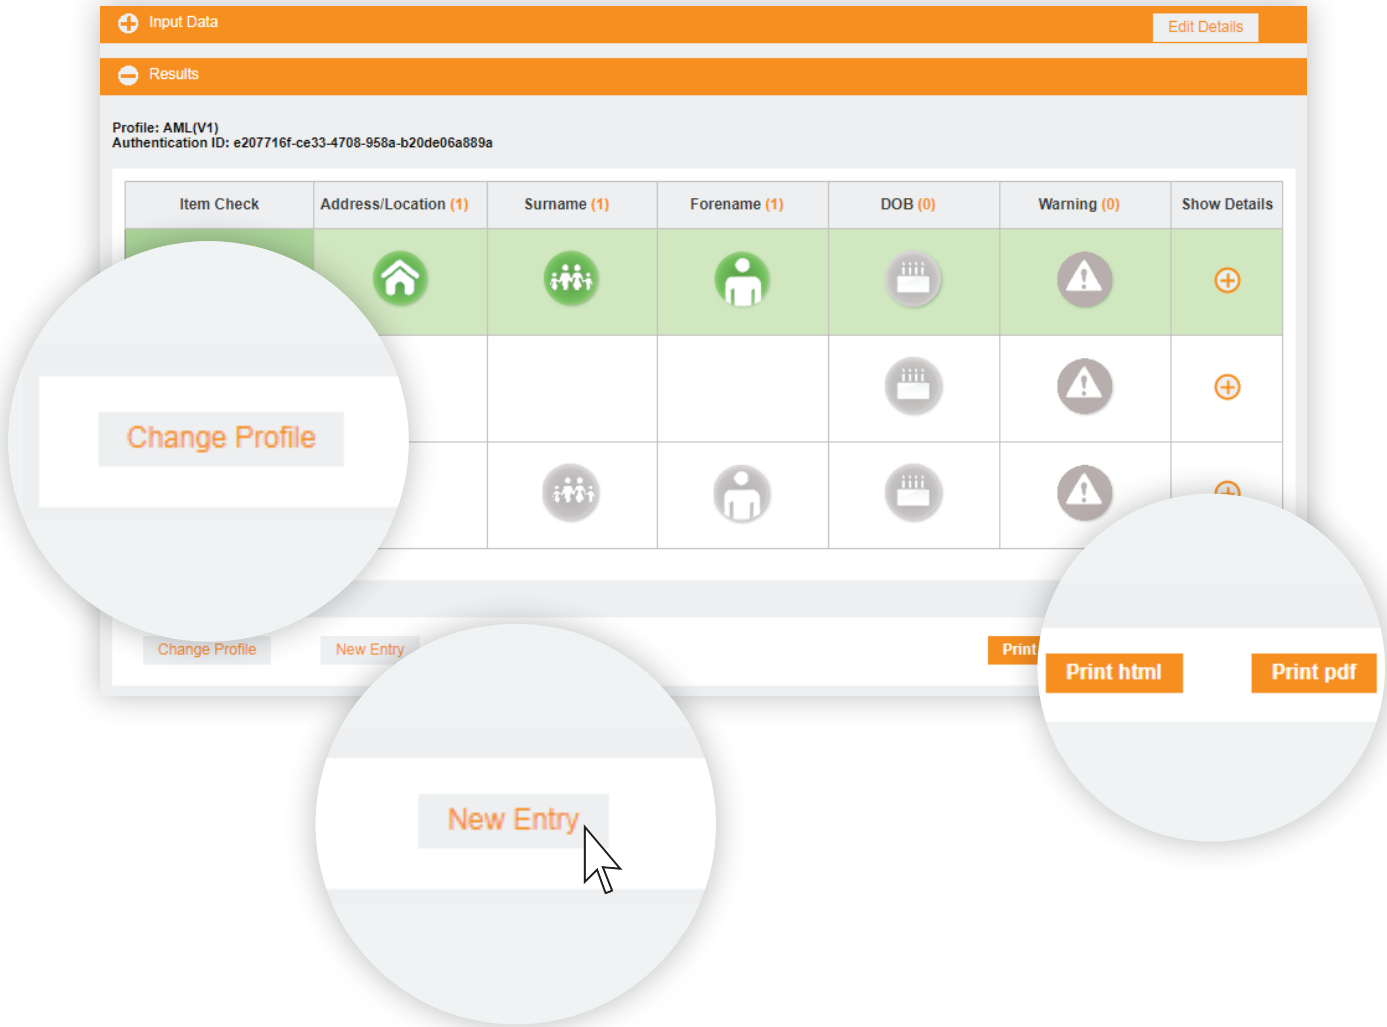 Input Data
Edit Details
Results
Profile: AML(V1)
Authentication ID: e207716f-ce33-4708-958a-b20de06a889a
Item Check Address/Location (1) Surname (1) Forename (1) DOB (0) Warning (0) Show Details
Change Profile
Change Profile New Entry Print
Print html Print pdf
New Entry